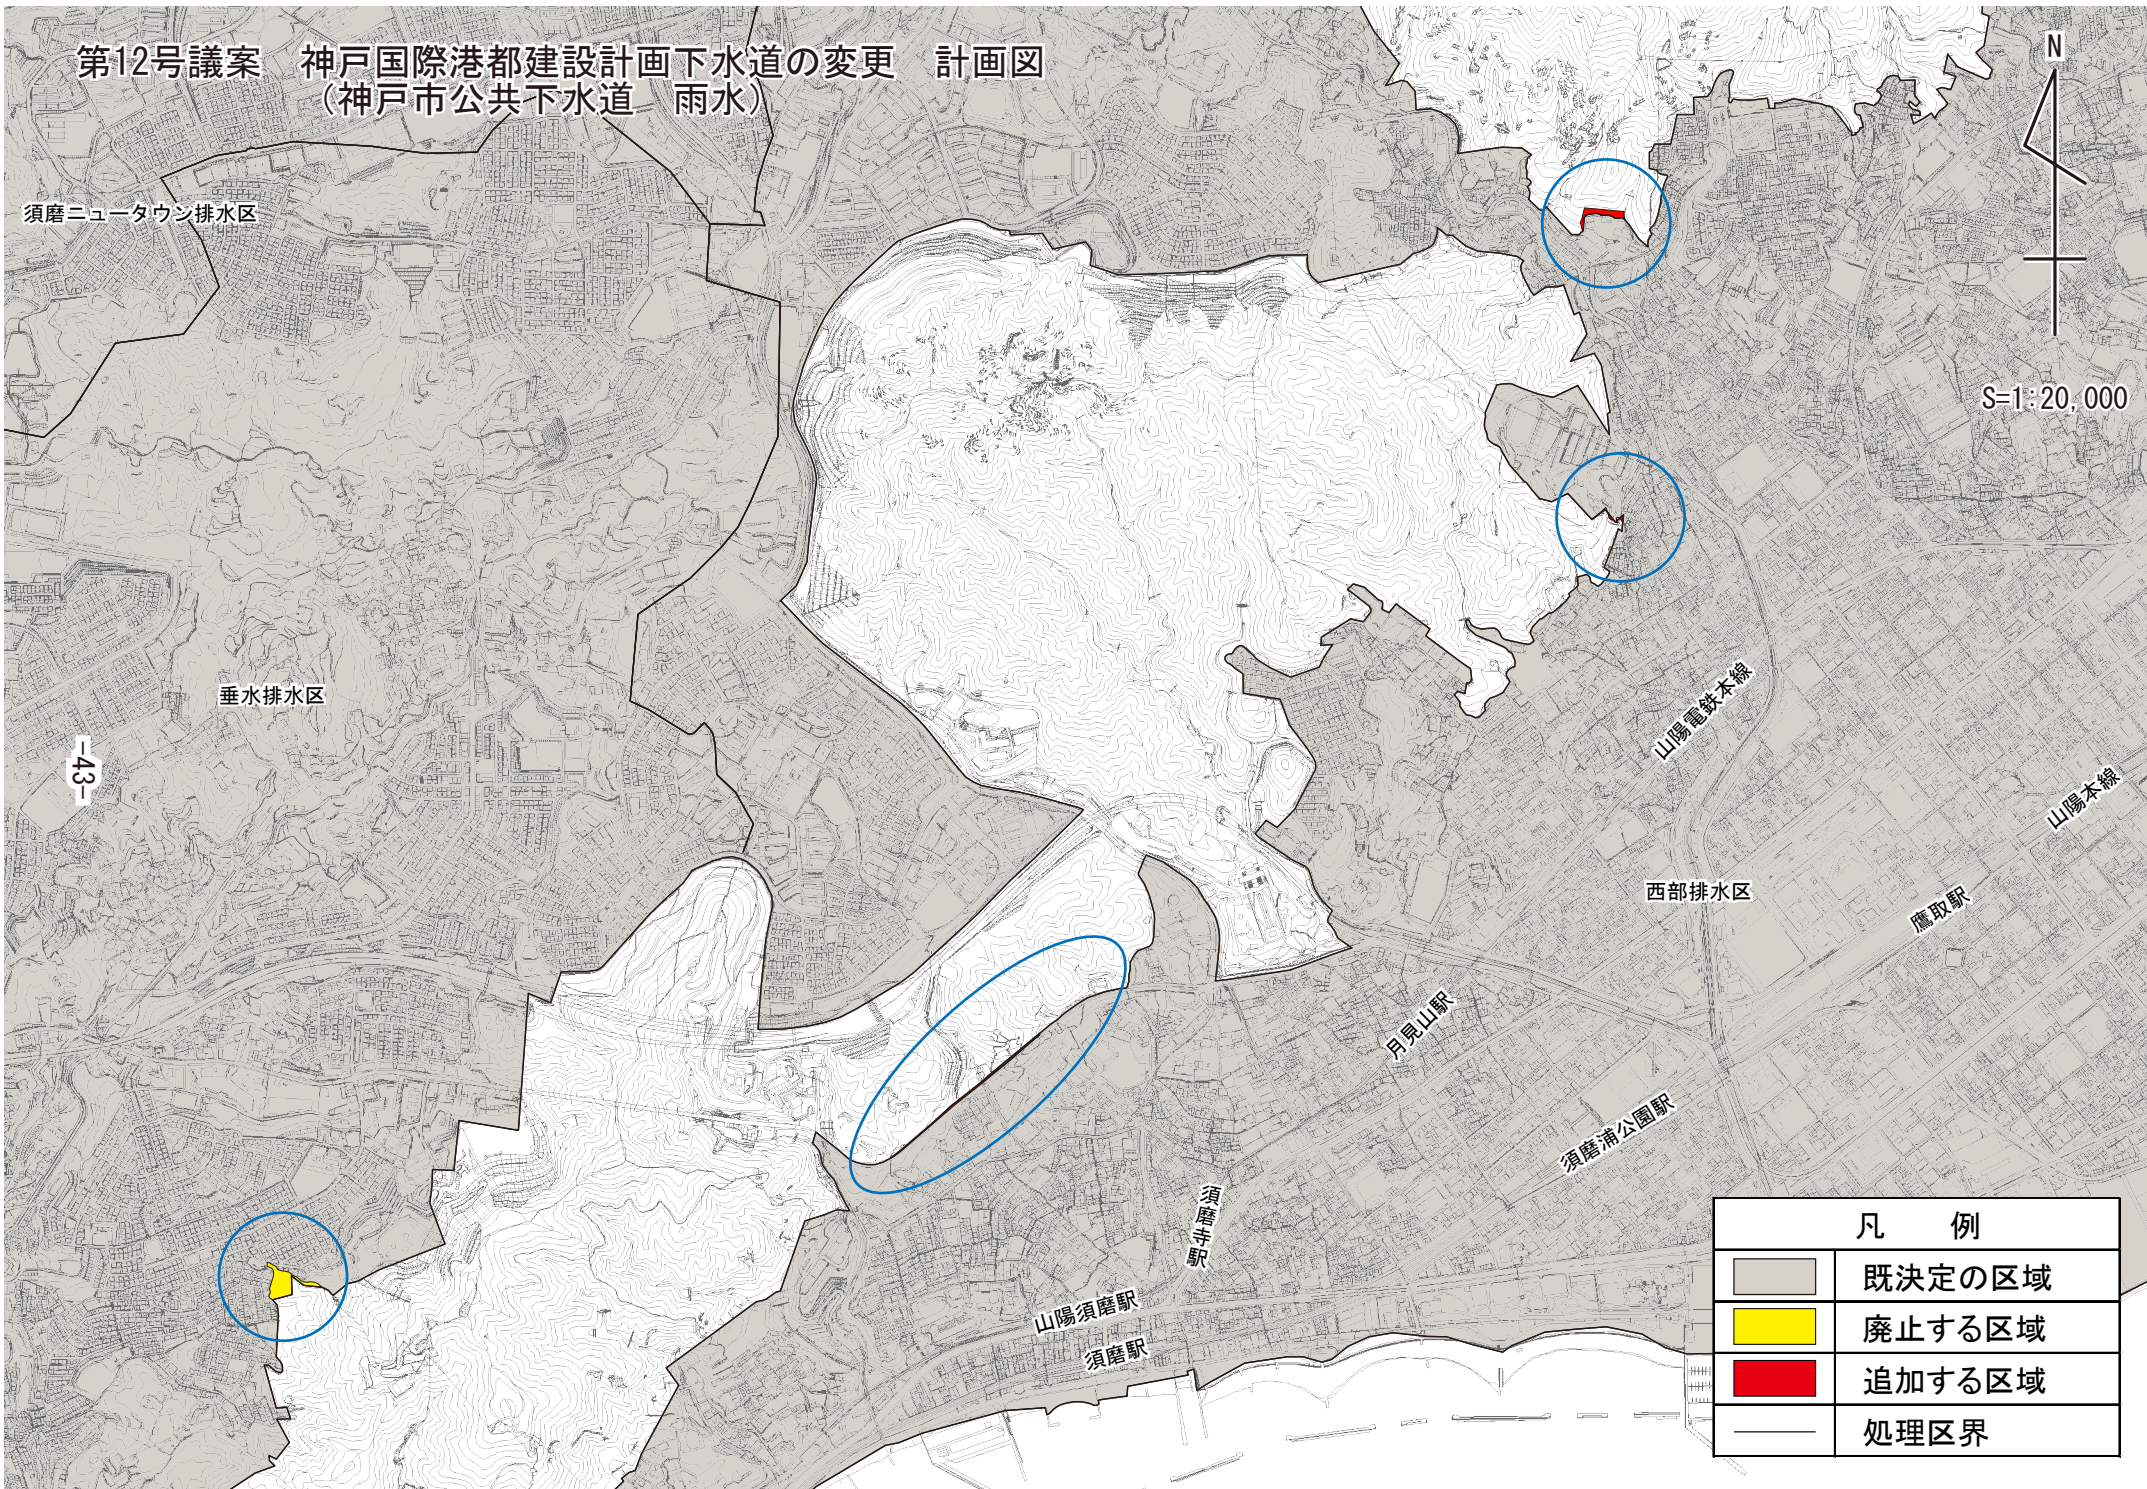 第12号議案　神戸国際港都建設計画下水道の変更　計画図
（神戸市公共下水道　雨水）
N
S=1:20,000
須磨ニュータウン排水区
垂水排水区
-43-
山陽電鉄本線
山陽本線
西部排水区
鷹取駅
月見山駅
須磨浦公園駅
須磨寺駅
山陽須磨駅
須磨駅
凡　例
既決定の区域
廃止する区域
追加する区域
処理区界